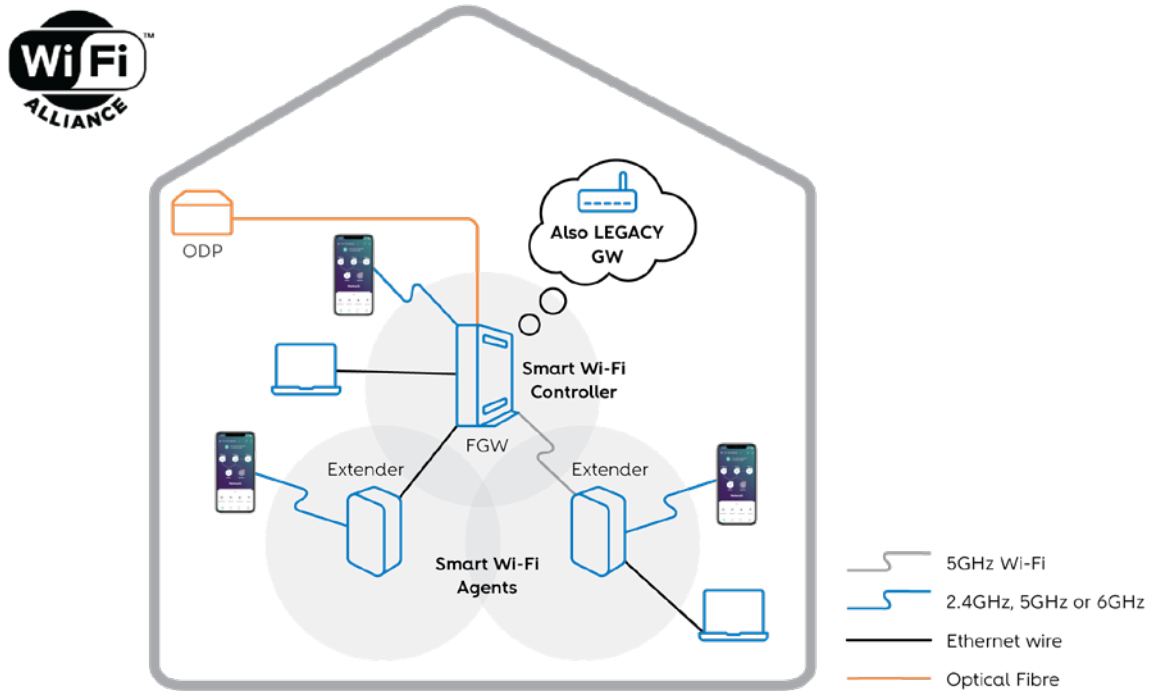 Wi Fi
™
ALLIANCE
ODP
Also LEGACY
GW
Smart Wi-Fi
Controller
FGW
Extender
Extender
Smart Wi-Fi
Agents
5GHz Wi-Fi
2.4GHz, 5GHz or 6GHz
Ethernet wire
Optical Fibre